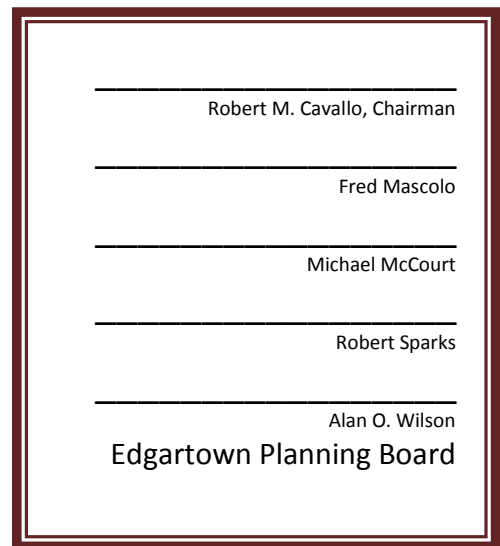 Robert M. Cavallo, Chairman
Fred Mascolo
Michael McCourt
Robert Sparks
Alan O. Wilson
Edgartown Planning Board